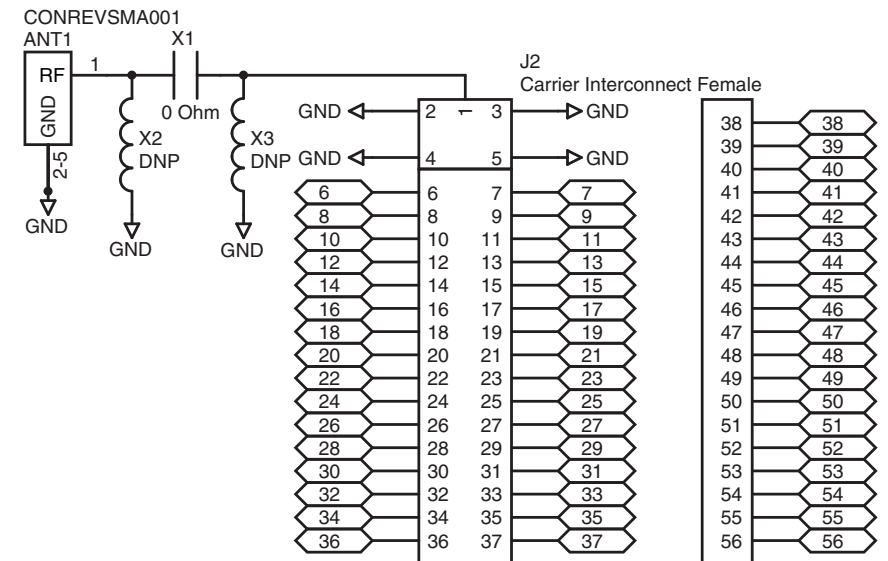 CONREVSMA001
ANT1
X1
RF
1
GND
2-5
GND
0 Ohm
X2
DNP
GND
X3
DNP
GND
J2
Carrier Interconnect Female
GND 2 1 3 GND
GND 4 5 GND
6 6 7 7
8 8 9 9
10 10 11 11
12 12 13 13
14 14 15 15
16 16 17 17
18 18 19 19
20 20 21 21
22 22 23 23
24 24 25 25
26 26 27 27
28 28 29 29
30 30 31 31
32 32 33 33
34 34 35 35
36 36 37 37
38 38
39 39
40 40
41 41
42 42
43 43
44 44
45 45
46 46
47 47
48 48
49 49
50 50
51 51
52 52
53 53
54 54
55 55
56 56